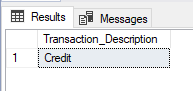 Results Messages
Transaction_Description
1 Credit